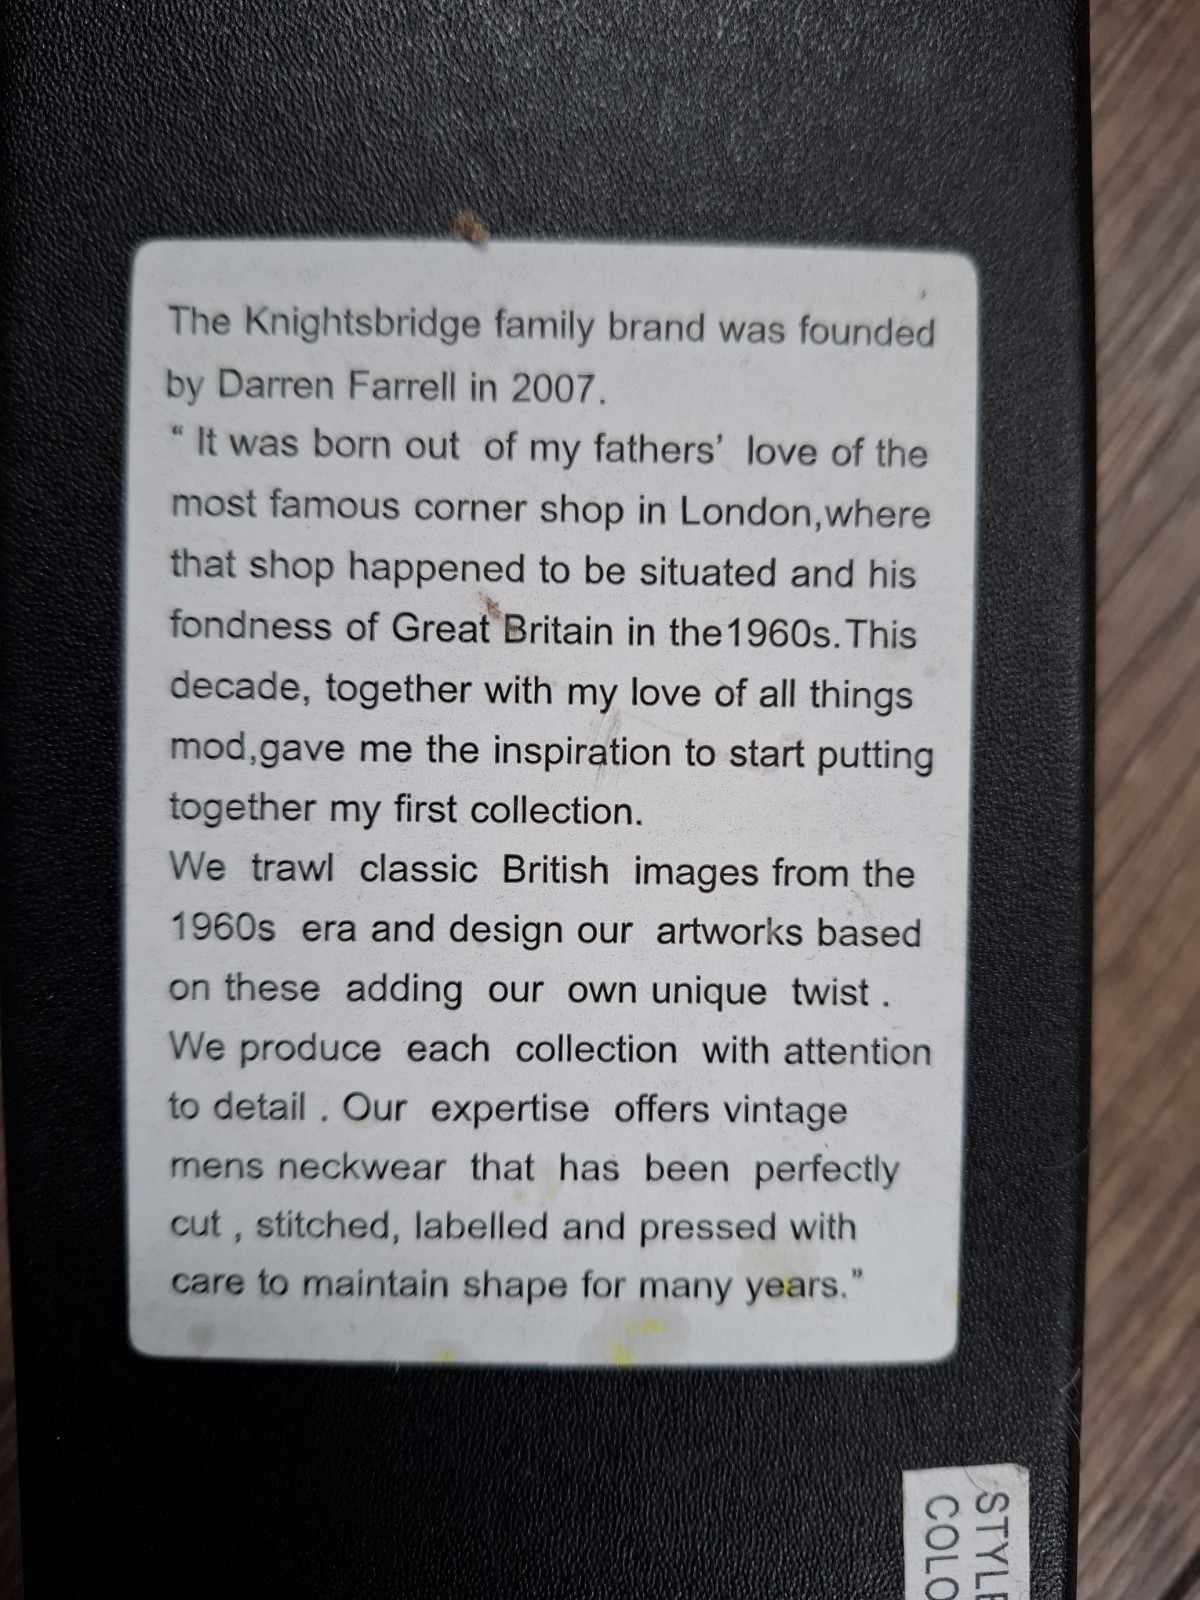 The Knightsbridge family brand was founded
by Darren Farrell in 2007.
“ It was born out of my fathers’ love of the
most famous corner shop in London,where
that shop happened to be situated and his
fondness of Great Britain in the1960s.This
decade, together with my love of all things
mod,gave me the inspiration to start putting
together my first collection.
We trawl classic British images from the
1960s era and design our artworks based
on these adding our own unique twist .
We produce each collection with attention
to detail . Our expertise offers vintage
mens neckwear that has been perfectly
cut , stitched, labelled and pressed with
care to maintain shape for many years.”
STYLE
COLO